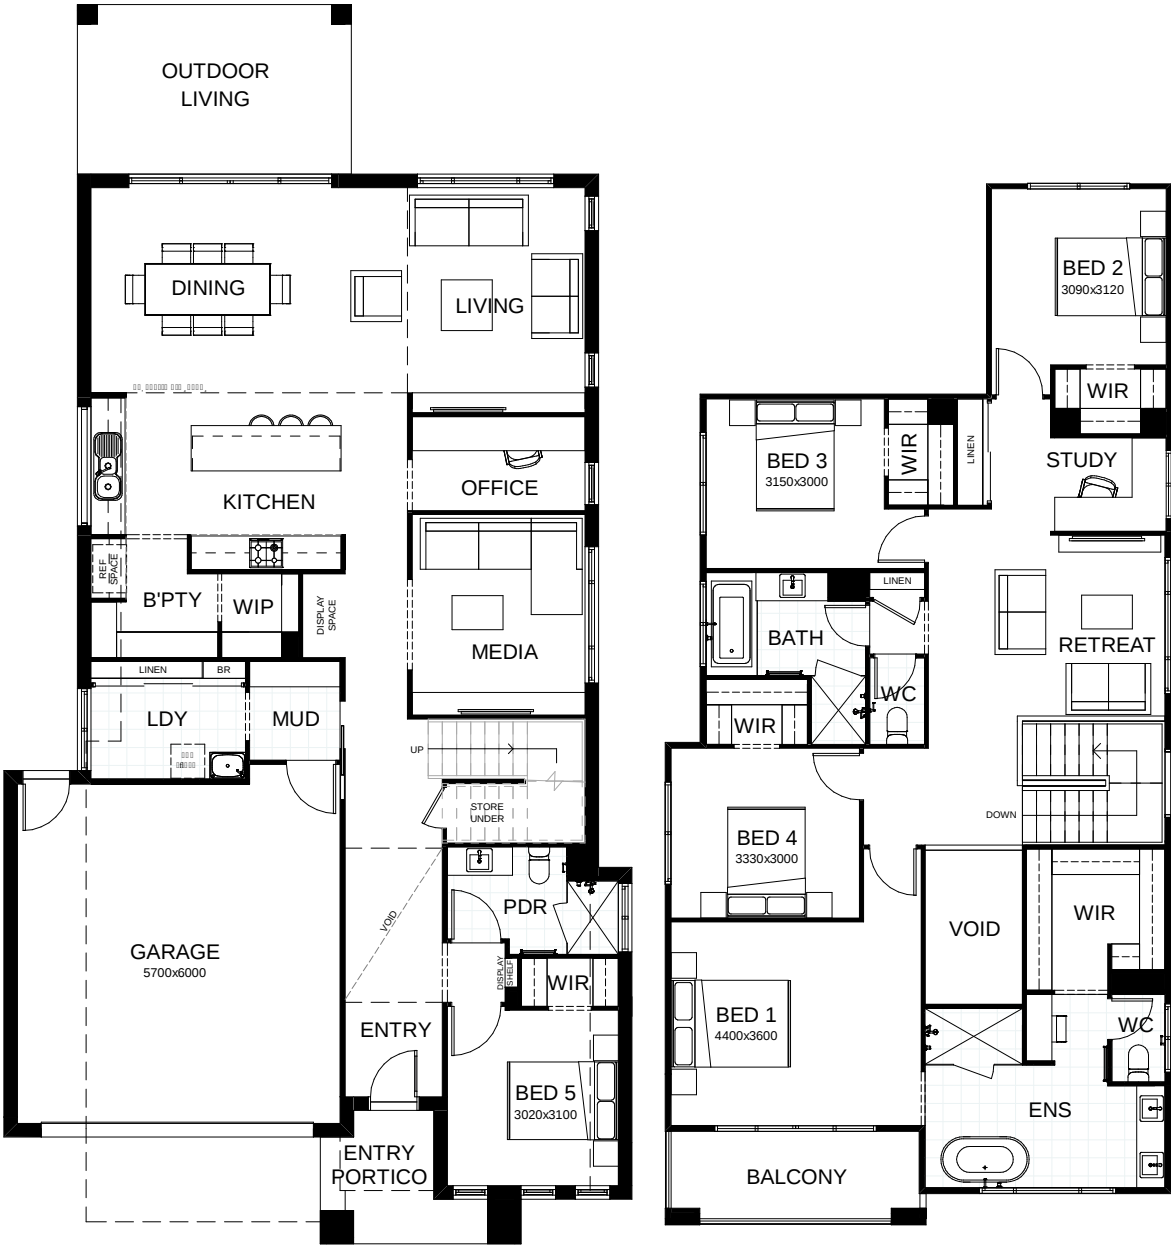 OUTDOOR
LIVING
DINING
LIVING
KITCHEN
OFFICE
REF
SPACE
B'PTY
WIP
DISPLAY
SPACE
MEDIA
LINEN
BR
LDY
MUD
UP
STORE
UNDER
VOID
PDR
GARAGE
5700x6000
DISPLAY
SHELF
WIR
ENTRY
BED 5
3020x3100
ENTRY
PORTICO
BED 2
3090x3120
WIR
BED 3
3150x3000
WIR
LINEN
STUDY
LINEN
BATH
RETREAT
WC
WIR
DOWN
BED 4
3330x3000
VOID
WIR
BED 1
4400x3600
WC
ENS
BALCONY